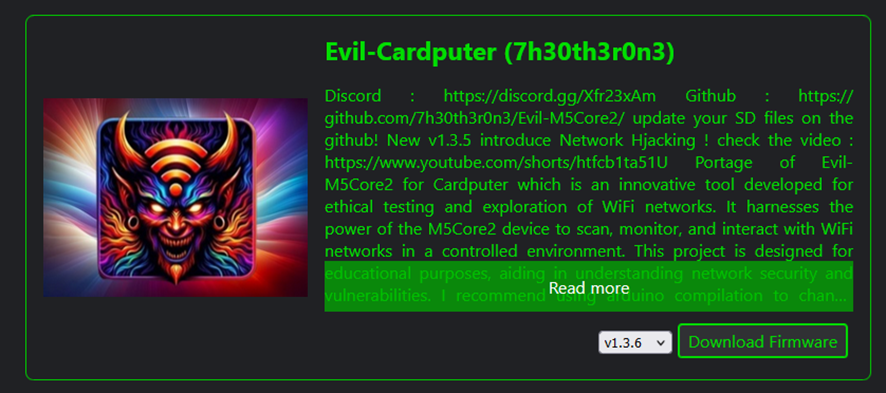 Evil-Cardputer (7h30th3r0n3)
Discord : https://discord.gg/Xfr23xAm Github : https://
github.com/7h30th3r0n3/Evil-M5Core2/ update your SD files on the
github! New v1.3.5 introduce Network Hjacking ! check the video :
https://www.youtube.com/shorts/htfcb1ta51U Portage of Evil-
M5Core2 for Cardputer which is an innovative tool developed for
ethical testing and exploration of WiFi networks. It harnesses the
power of the M5Core2 device to scan, monitor, and interact with WiFi
networks in a controlled environment. This project is designed for
educational purposes, aiding in understanding network security and
vulnerabilities. I recommend using arduino compilation to chan...
Read more
v1.3.6
Download Firmware